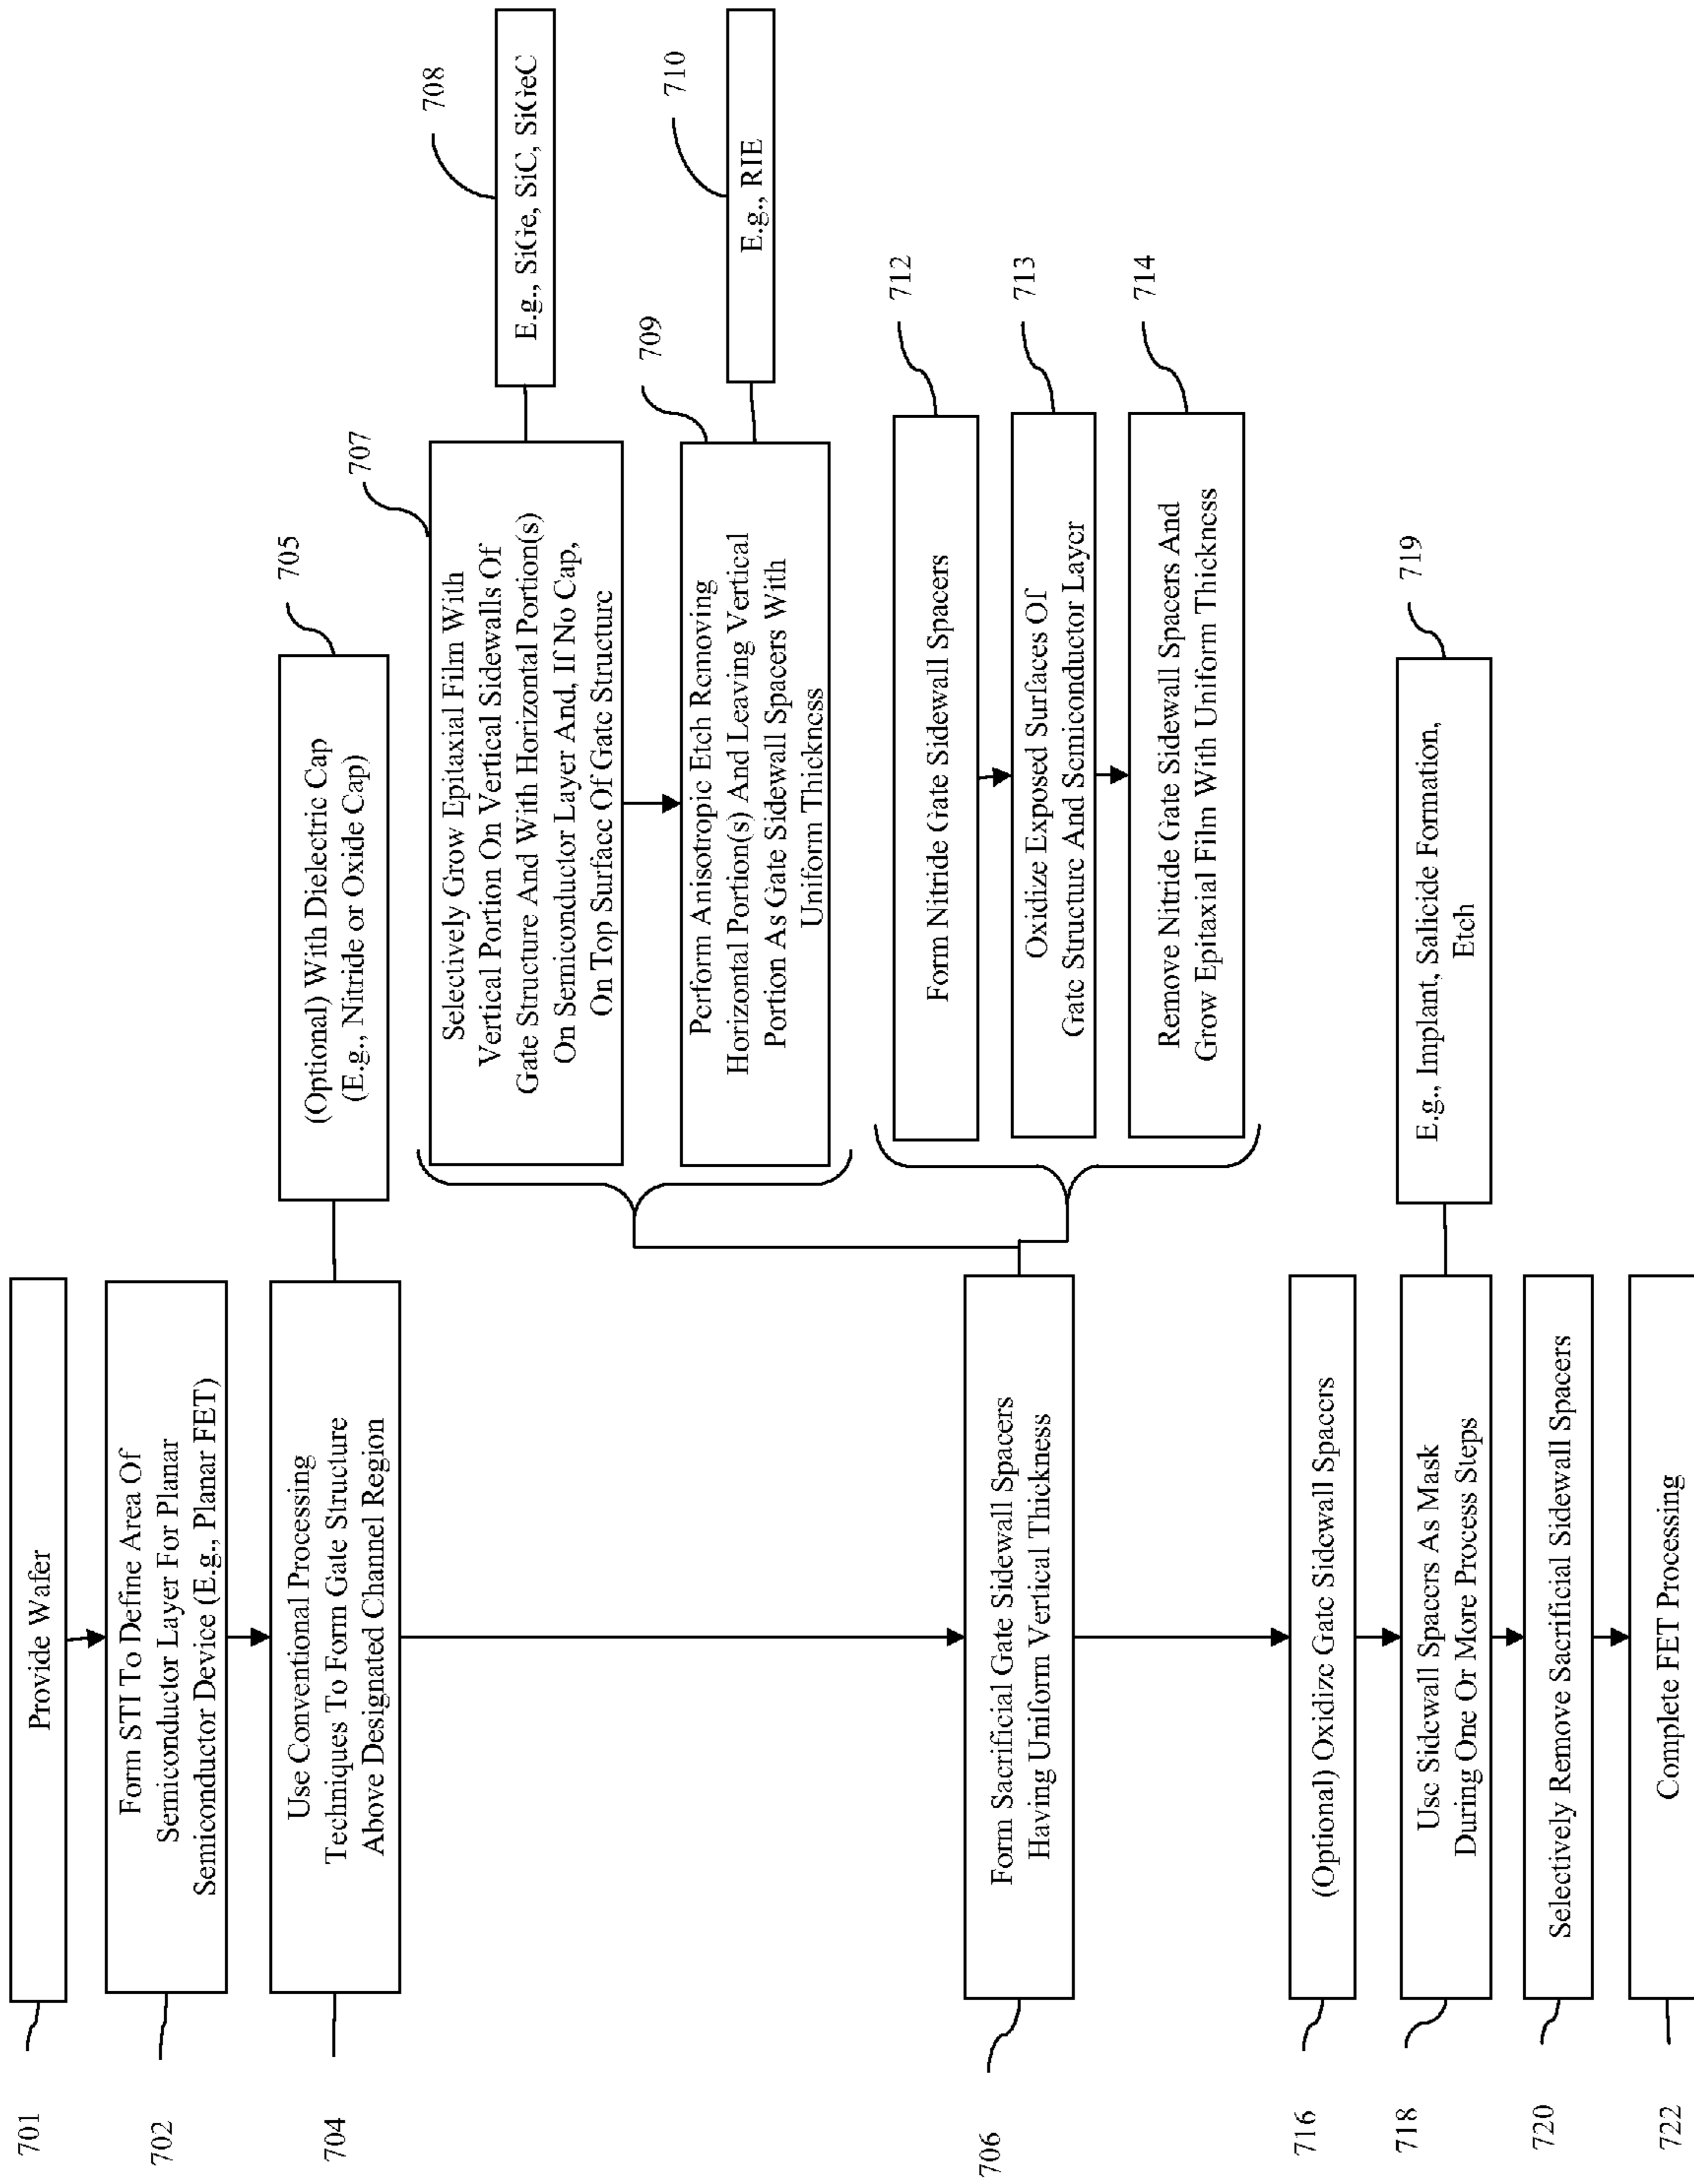 701
Provide Wafer
702
Form STI To Define Area Of
Semiconductor Layer For Planar
Semiconductor Device (E.g., Planar FET)
704
Use Conventional Processing
Techniques To Form Gate Structure
Above Designated Channel Region
705
(Optional) With Dielectric Cap
(E.g., Nitride or Oxide Cap)
706
Form Sacrificial Gate Sidewall Spacers
Having Uniform Vertical Thickness
707
Selectively Grow Epitaxial Film With
Vertical Portion On Vertical Sidewalls Of
Gate Structure And With Horizontal Portion(s)
On Semiconductor Layer And, If No Cap,
On Top Surface Of Gate Structure
708
E.g., SiGe, SiC, SiGeC
709
Perform Anisotropic Etch Removing
Horizontal Portion(s) And Leaving Vertical
Portion As Gate Sidewall Spacers With
Uniform Thickness
710
E.g., RIE
712
Form Nitride Gate Sidewall Spacers
713
Oxidize Exposed Surfaces Of
Gate Structure And Semiconductor Layer
714
Remove Nitride Gate Sidewall Spacers And
Grow Epitaxial Film With Uniform Thickness
716
(Optional) Oxidize Gate Sidewall Spacers
718
Use Sidewall Spacers As Mask
During One Or More Process Steps
719
E.g., Implant, Salicide Formation,
Etch
720
Selectively Remove Sacrificial Sidewall Spacers
722
Complete FET Processing